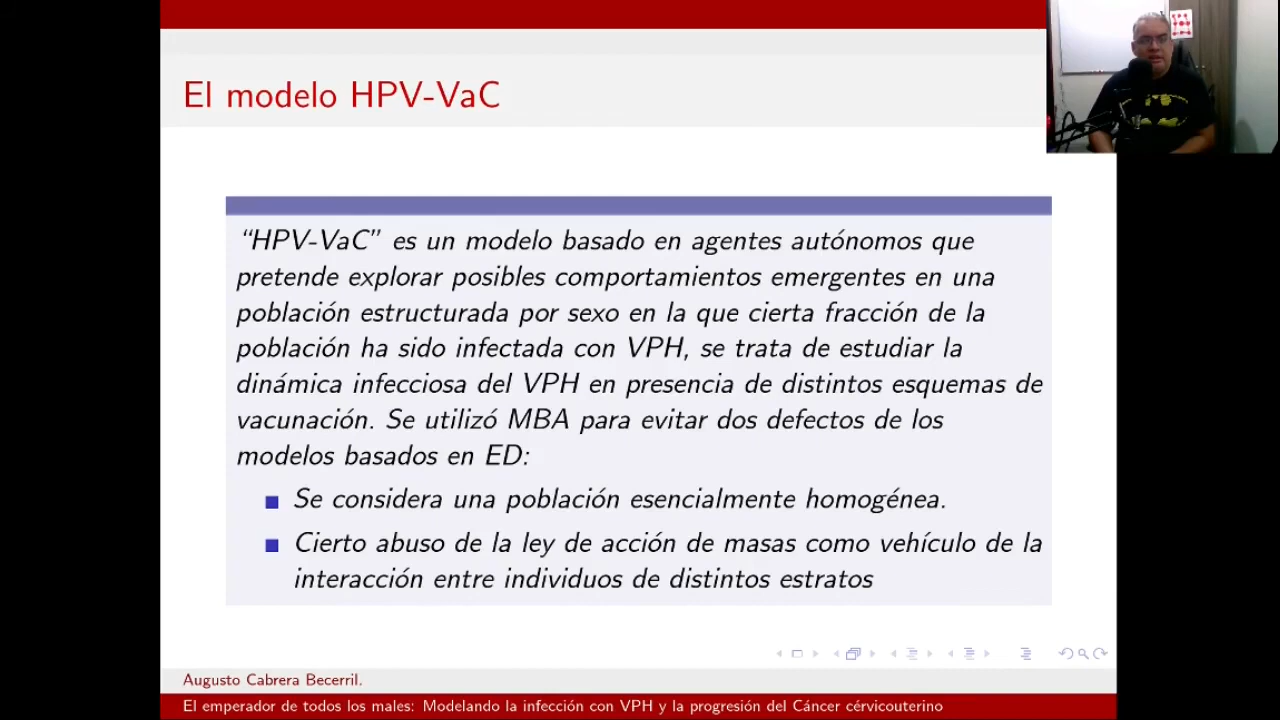 El modelo HPV-VaC
“HPV-VaC” es un modelo basado en agentes autónomos que
pretende explorar posibles comportamientos emergentes en una
población estructurada por sexo en la que cierta fracción de la
población ha sido infectada con VPH, se trata de estudiar la
dinámica infecciosa del VPH en presencia de distintos esquemas de
vacunación. Se utilizó MBA para evitar dos defectos de los
modelos basados en ED:
Se considera una población esencialmente homogénea.
Cierto abuso de la ley de acción de masas como vehículo de la
interacción entre individuos de distintos estratos
Augusto Cabrera Becerril.
El emperador de todos los males: Modelando la infección con VPH y la progresión del Cáncer cérvicouterino